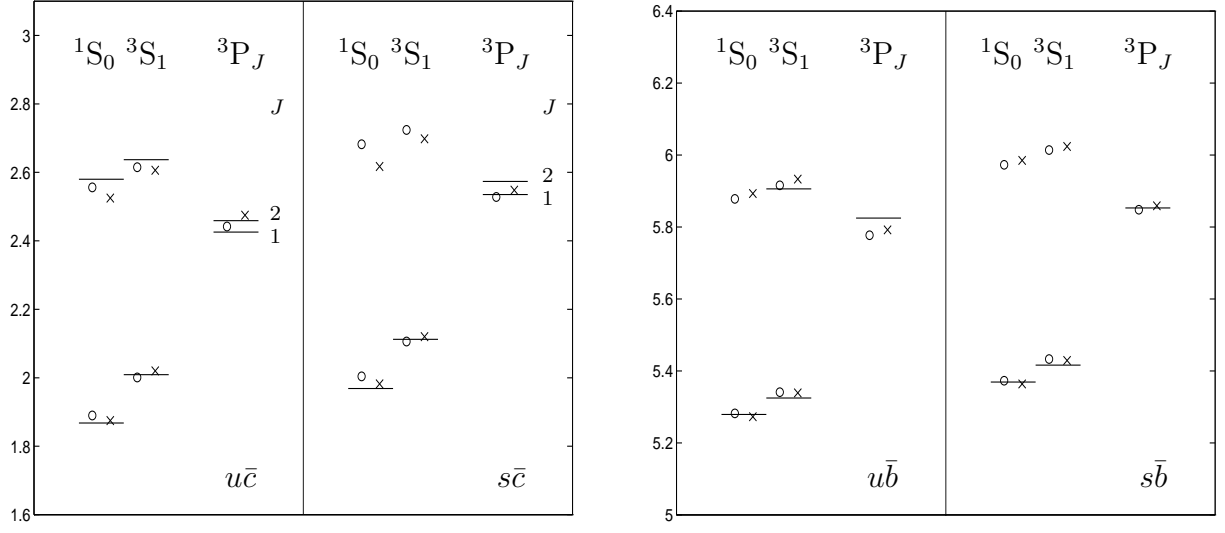 3
2.8
2.6
2.4
2.2
2
1.8
1.6
¹S₀ ³S₁ ³P_J
J
2
1
uc̄
¹S₀ ³S₁ ³P_J
J
2
1
sc̄
6.4
6.2
6
5.8
5.6
5.4
5.2
5
¹S₀ ³S₁ ³P_J
ub̄
¹S₀ ³S₁ ³P_J
sb̄